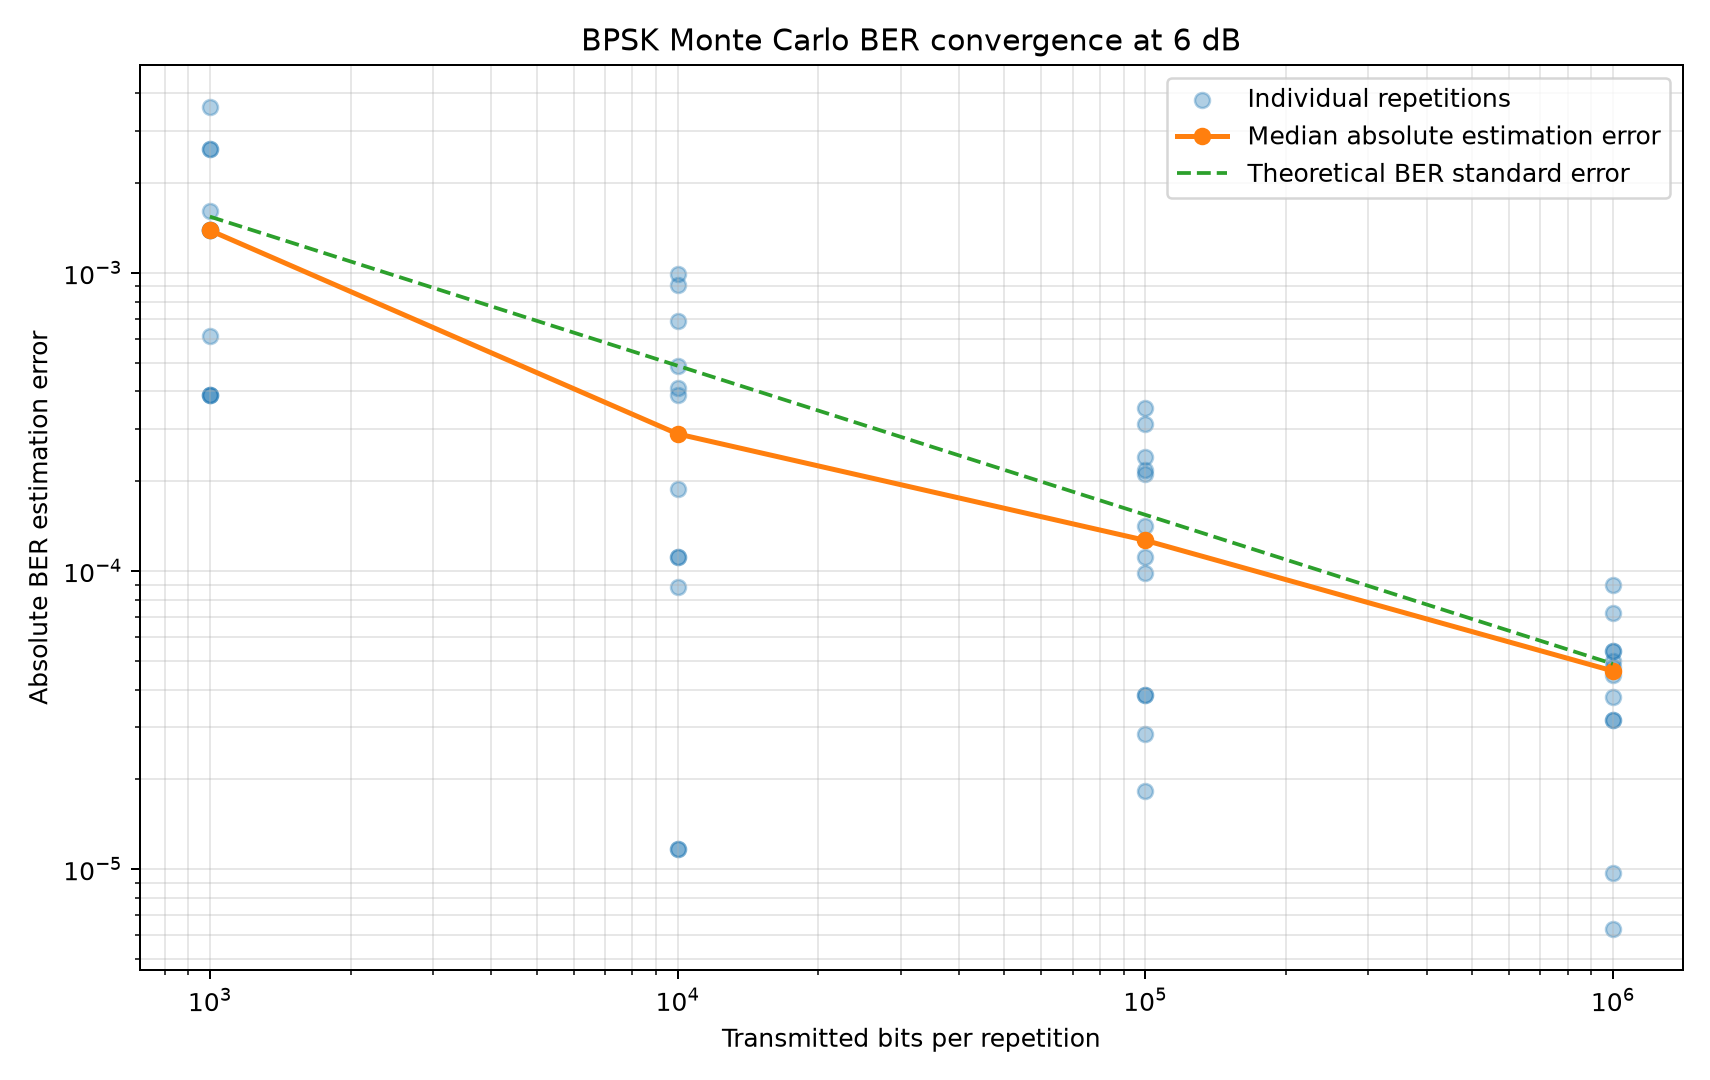 BPSK Monte Carlo BER convergence at 6 dB
Individual repetitions
Median absolute estimation error
Theoretical BER standard error
Absolute BER estimation error
10⁻³
10⁻⁴
10⁻⁵
10³ 10⁴ 10⁵ 10⁶
Transmitted bits per repetition